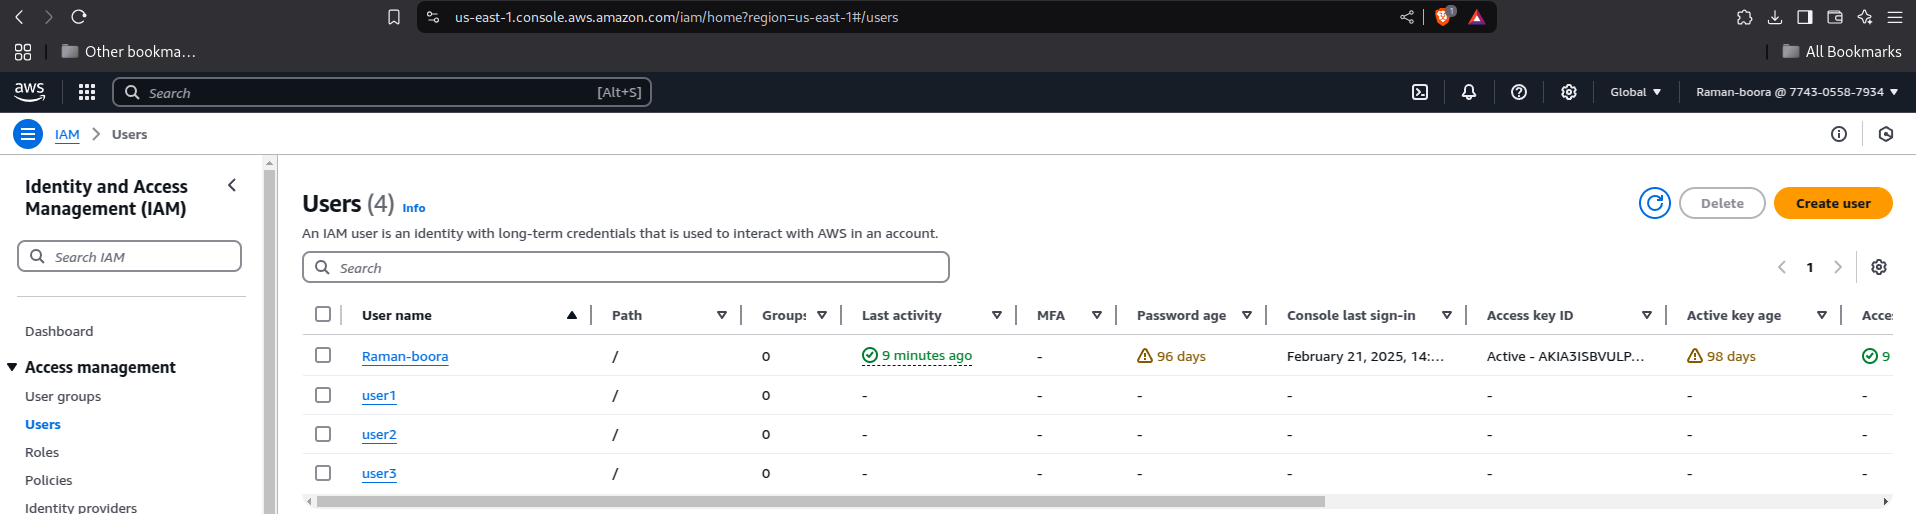 us-east-1.console.aws.amazon.com/iam/home?region=us-east-1#/users
1
Other bookma...
All Bookmarks
aws
Search
[Alt+S]
Global
Raman-boora @ 7743-0558-7934
IAM
Users
Identity and Access
Management (IAM)
Search IAM
Dashboard
Access management
User groups
Users
Roles
Policies
Identity providers
Users (4) Info
Delete
Create user
An IAM user is an identity with long-term credentials that is used to interact with AWS in an account.
Search
1
User name Path Groups Last activity MFA Password age Console last sign-in Access key ID Active key age Acces
Raman-boora / 0 9 minutes ago - 96 days February 21, 2025, 14:... Active - AKIA3ISBVULP... 98 days 9
user1 / 0 - - - - - - -
user2 / 0 - - - - - - -
user3 / 0 - - - - - - -